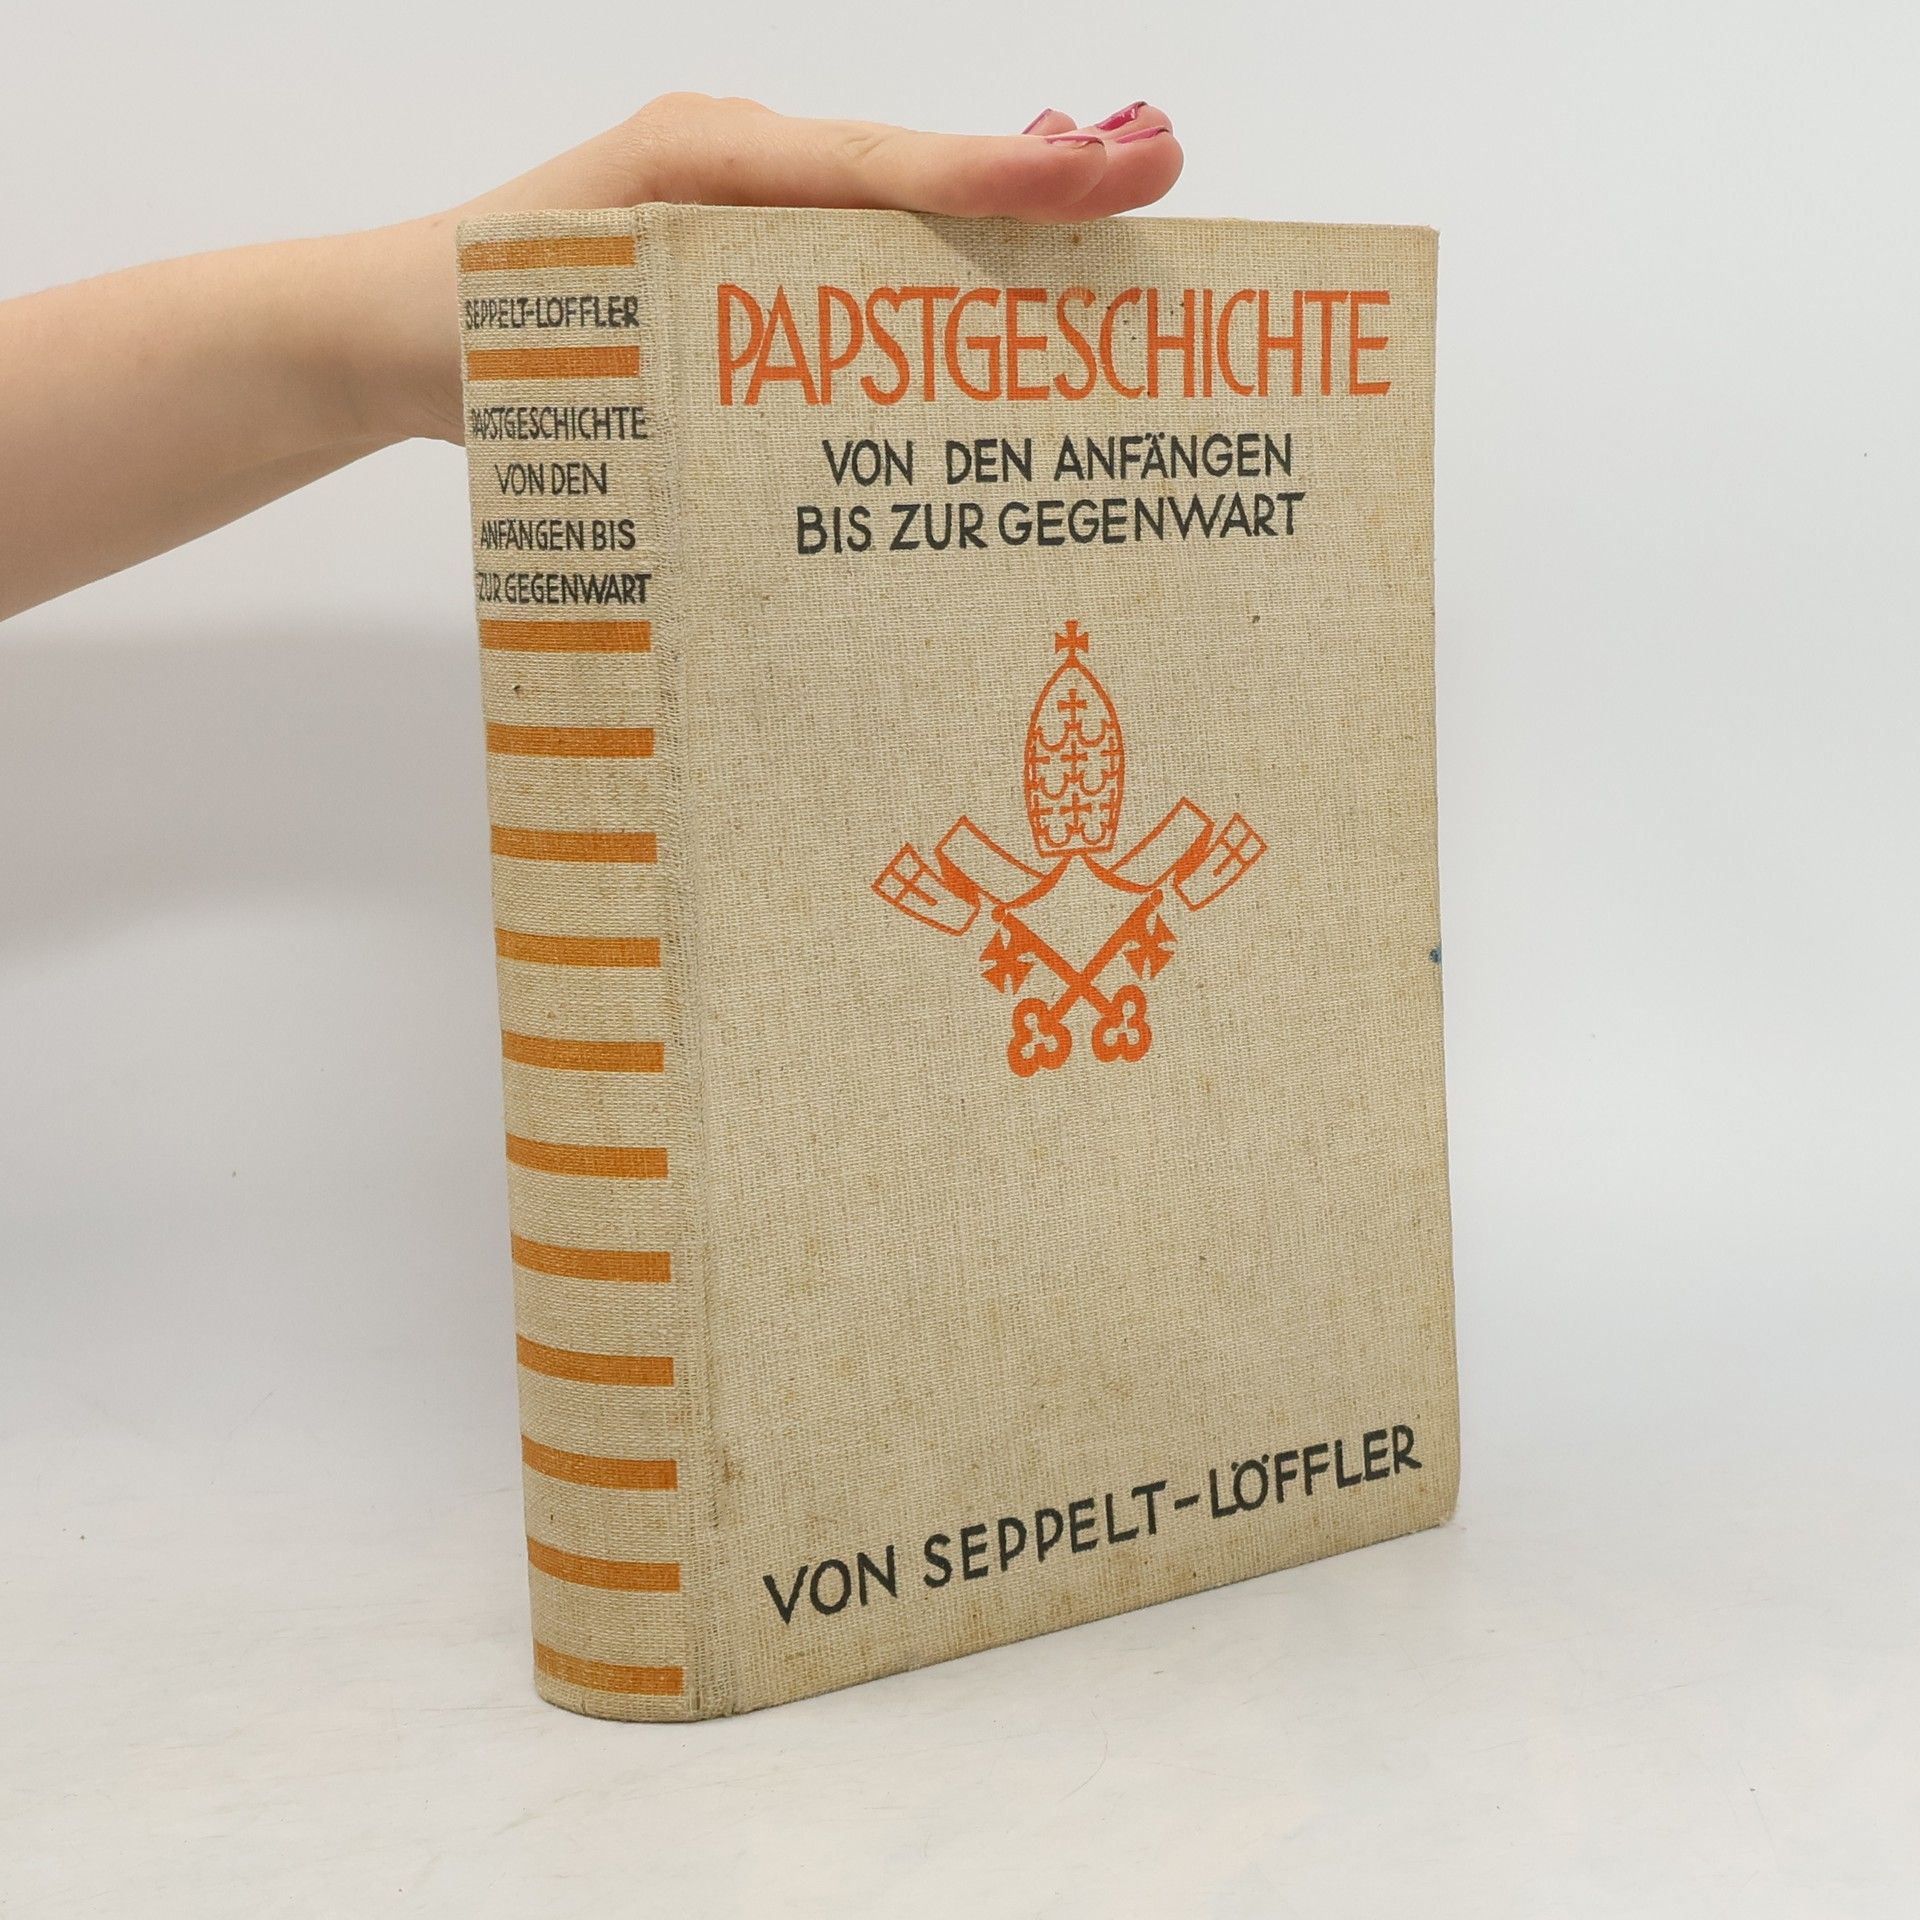 SEPPELT-LÖFFLER
PAPSTGESCHICHTE
VON DEN
ANFÄNGEN BIS
ZUR GEGENWART
PAPSTGESCHICHTE
VON DEN ANFÄNGEN
BIS ZUR GEGENWART
VON SEPPELT-LÖFFLER